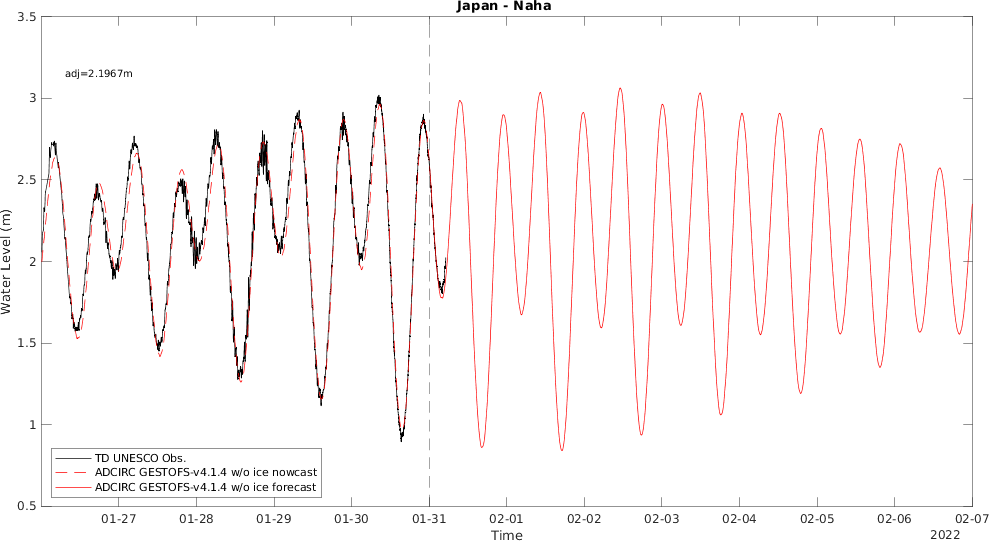 Japan - Naha
3.5
adj=2.1967m
3
2.5
Water Level (m)
2
1.5
1
0.5
TD UNESCO Obs.
ADCIRC GESTOFS-v4.1.4 w/o ice nowcast
ADCIRC GESTOFS-v4.1.4 w/o ice forecast
01-27 01-28 01-29 01-30 01-31 02-01 02-02 02-03 02-04 02-05 02-06 02-07
Time
2022